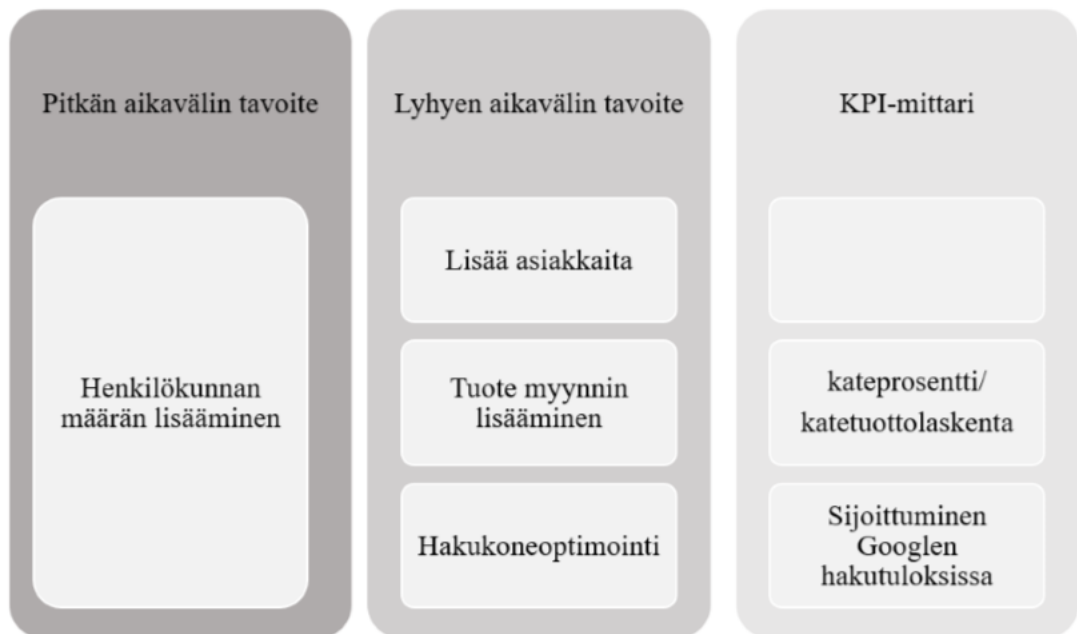 Pitkän aikavälin tavoite
Lyhyen aikavälin tavoite
KPI-mittari
Henkilökunnan
määrän lisääminen
Lisää asiakkaita
Tuote myynnin
lisääminen
Hakukoneoptimointi
kateprosentti/
katetuottolaskenta
Sijoittuminen
Googlen
hakutuloksissa